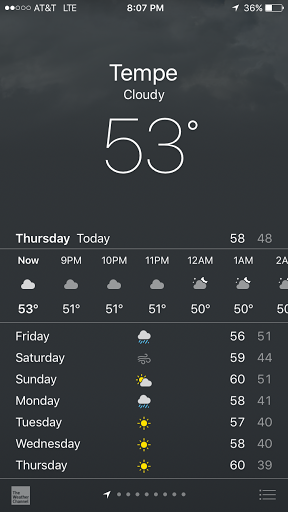 AT&T LTE 8:07 PM 36%
Tempe
Cloudy
53°
Thursday Today 58 48
Now 9PM 10PM 11PM 12AM 1AM 2A
53° 51° 51° 51° 50° 50° 50
Friday 56 51
Saturday 59 44
Sunday 60 51
Monday 58 41
Tuesday 57 40
Wednesday 58 40
Thursday 60 39
The
Weather
Channel